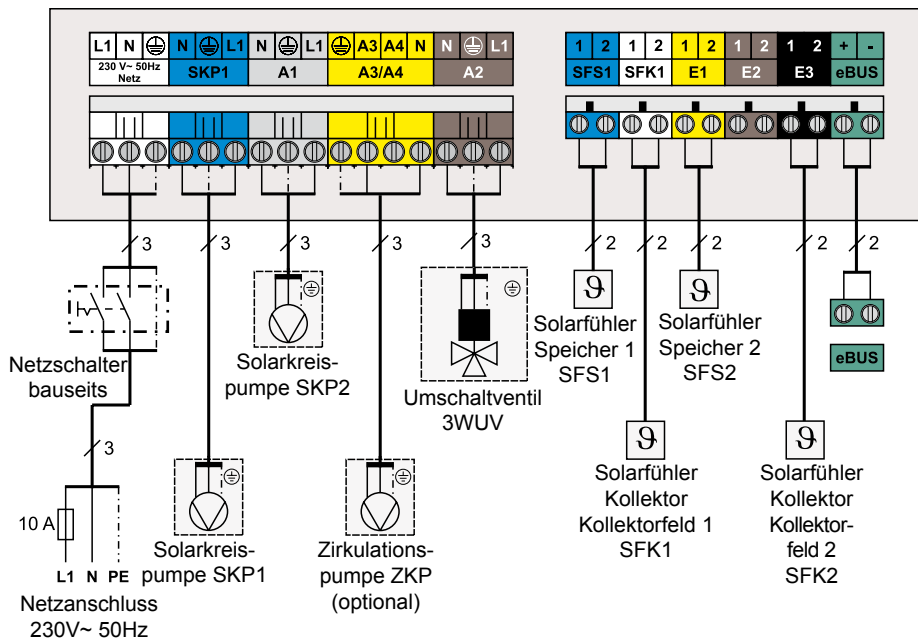 L1 N N L1 N L1 A3 A4 N N L1
230 V~ 50Hz
Netz
SKP1 A1 A3/A4 A2
1 2 1 2 1 2 1 2 1 2 + -
SFS1 SFK1 E1 E2 E3 eBUS
3 3 3 3 3 2 2 2 2 2
Netzschalter
bauseits
3
10 A
L1 N PE
Netzanschluss
230V~ 50Hz
Solarkreis-
pumpe SKP1
Solarkreis-
pumpe SKP2
Zirkulations-
pumpe ZKP
(optional)
Umschaltventil
3WUV
ϑ
Solarfühler
Speicher 1
SFS1
ϑ
Solarfühler
Speicher 2
SFS2
eBUS
ϑ
Solarfühler
Kollektor
Kollektorfeld 1
SFK1
ϑ
Solarfühler
Kollektor
Kollektor-
feld 2
SFK2